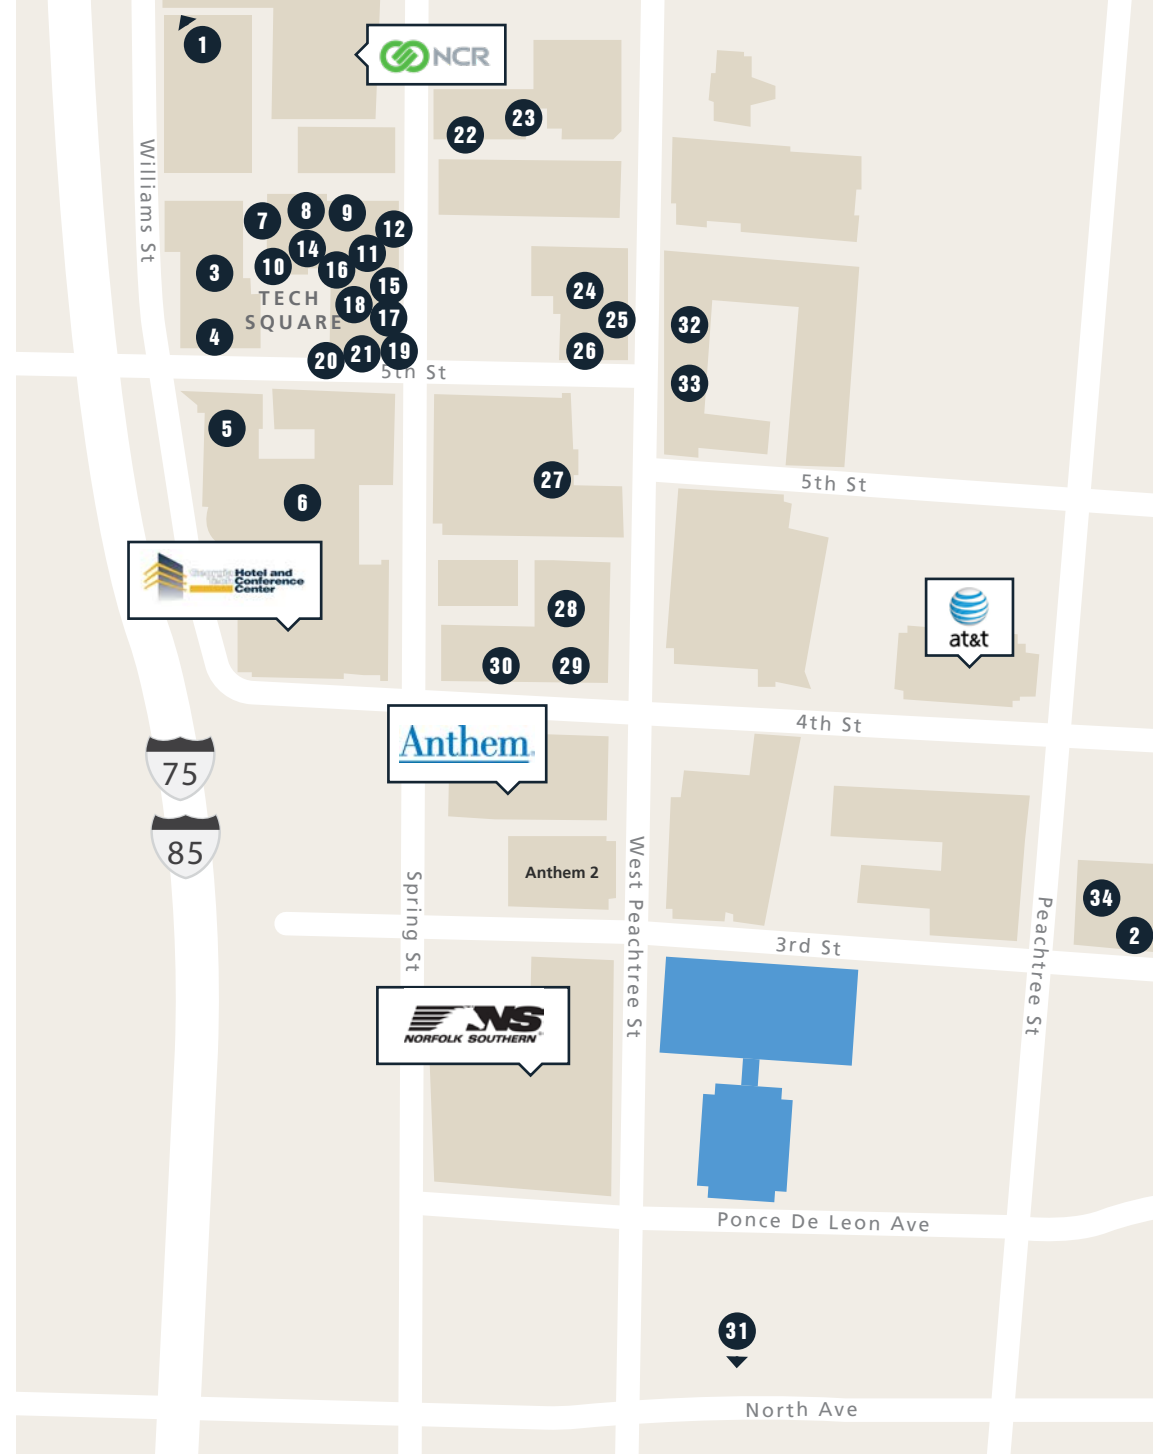 1
NCR
23
22
Williams St
7
8
9
12
14
11
10
16
3
15
TECH
18
SQUARE
17
4
20
21
19
5th St
24
25
26
32
33
5
6
27
5th St
Georgia
Tech
Hotel and
Conference
Center
28
30
29
at&t
4th St
Anthem
75
85
Anthem 2
Spring St
West Peachtree St
Peachtree St
34
2
3rd St
NS
NORFOLK SOUTHERN
Ponce De Leon Ave
31
North Ave